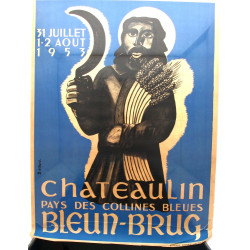 31 JUILLET
1-2 AOUT
1953
CHATEAULIN
PAYS DES COLLINES BLEUES
BLEUN-BRUG